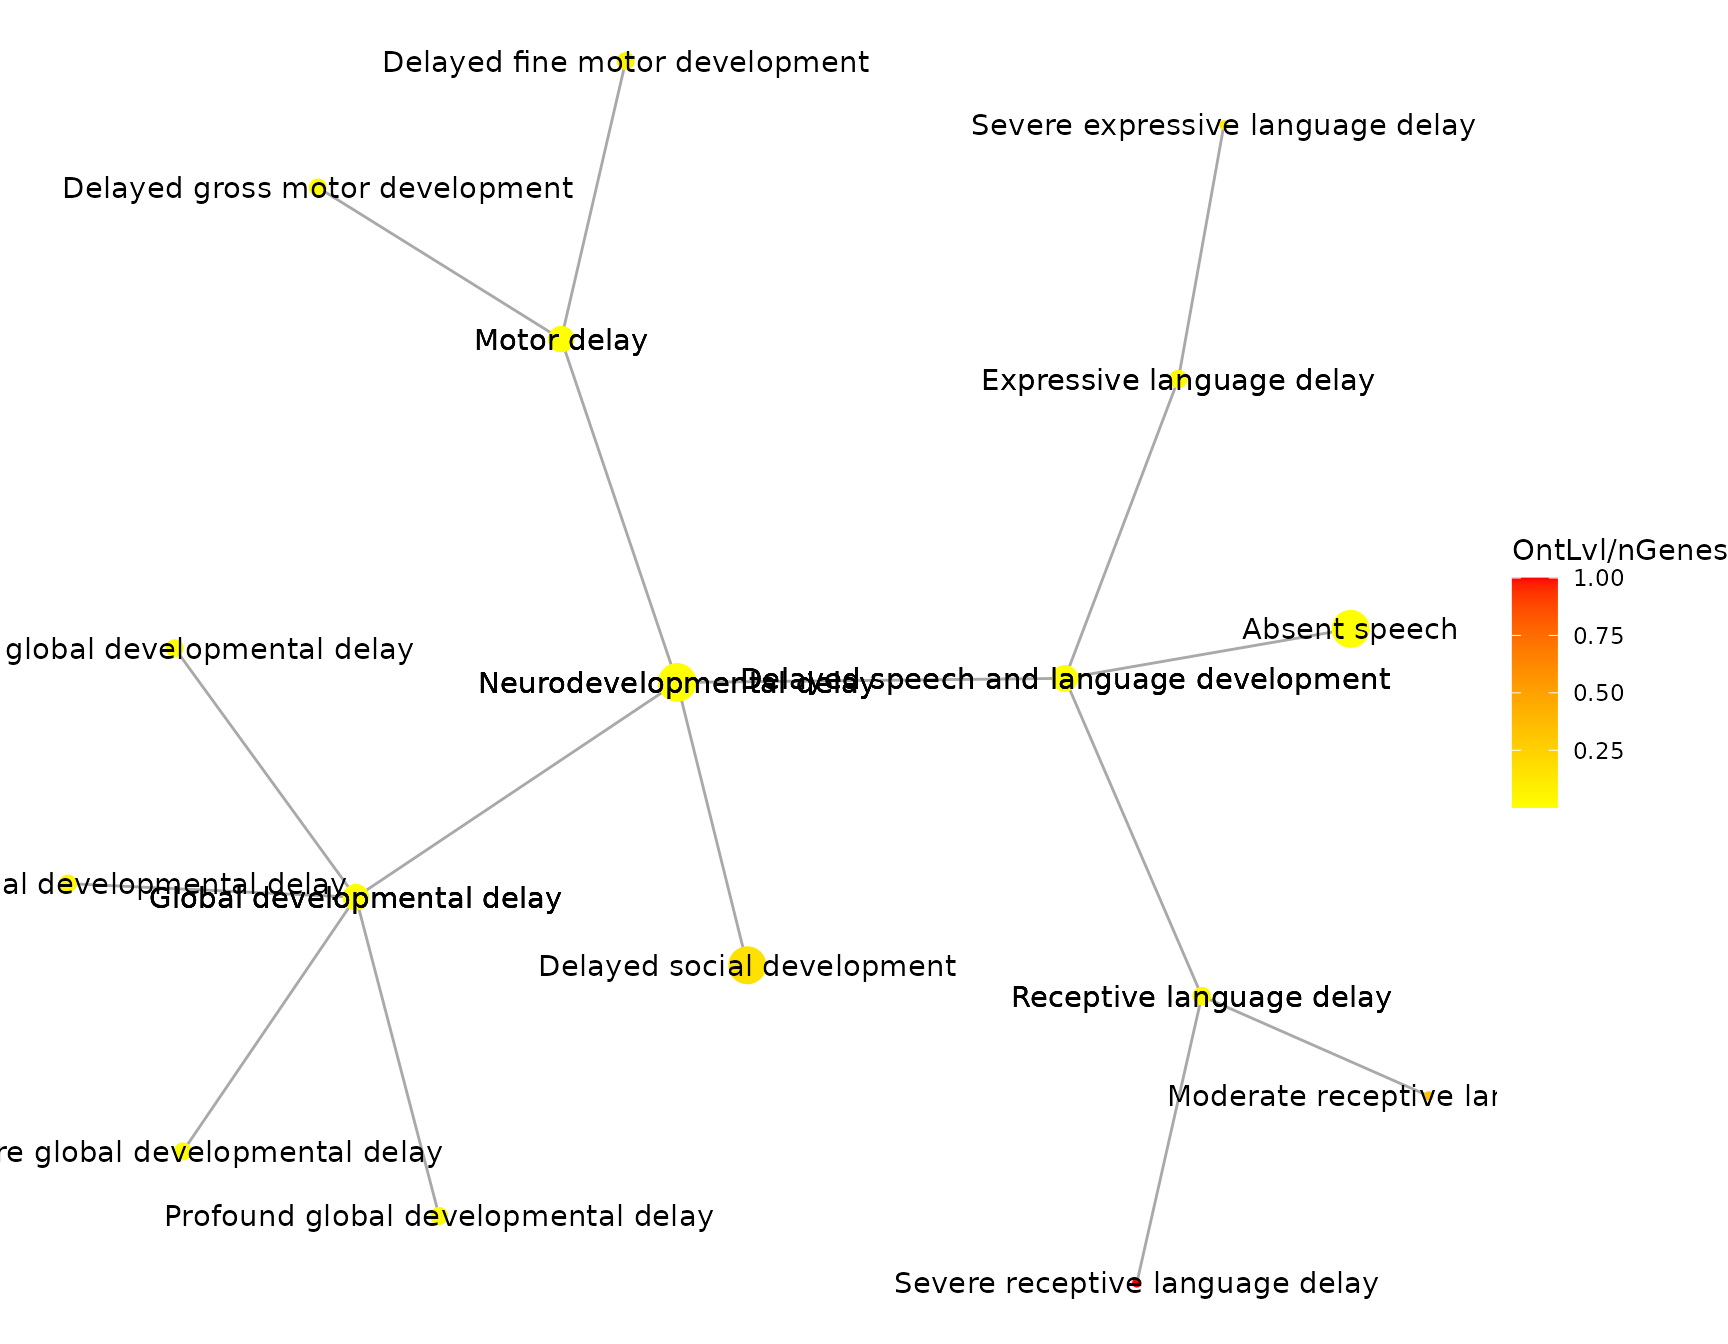 Delayed fine motor development
Severe expressive language delay
Delayed gross motor development
Motor delay
Expressive language delay
OntLvl/nGenes
1.00
0.75
0.50
0.25
Absent speech
global developmental delay
Neurodevelopmental delay
Delayed speech and language development
al developmental delay
Global developmental delay
Delayed social development
Receptive language delay
Moderate receptive lar
re global developmental delay
Profound global developmental delay
Severe receptive language delay